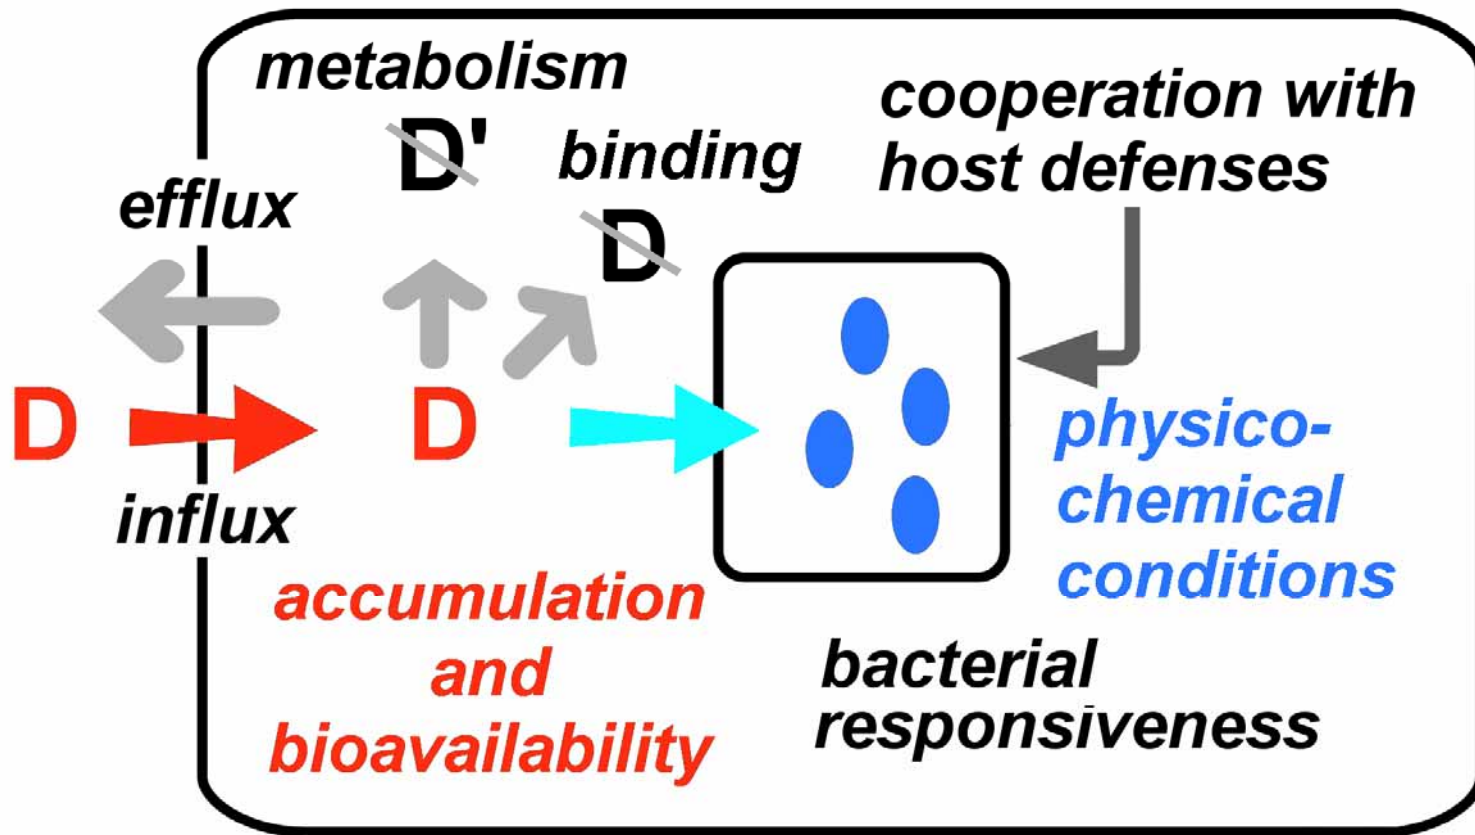 metabolism
D'
binding
D
cooperation with
host defenses
efflux
D
D
influx
physico-
chemical
conditions
accumulation
and
bioavailability
bacterial
responsiveness